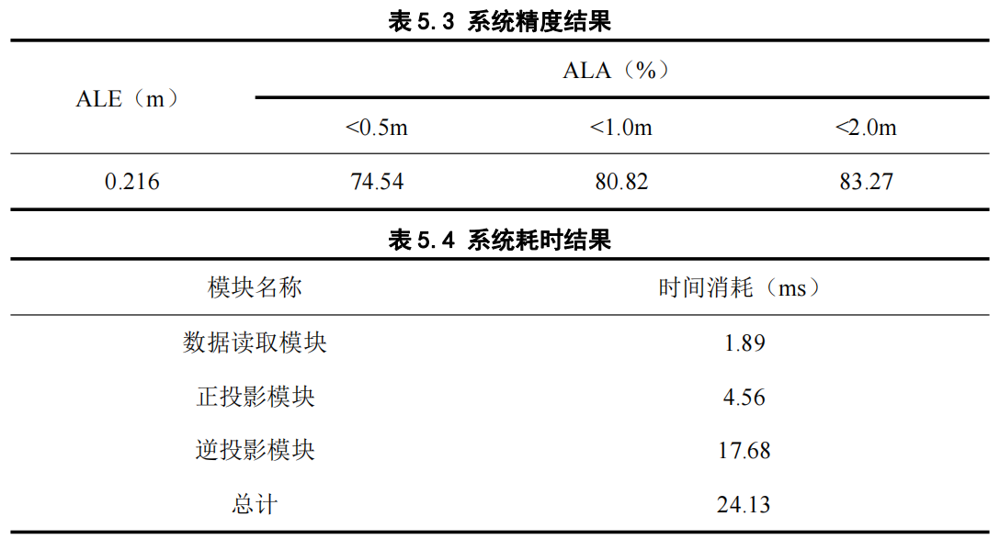 表5.3 系统精度结果
ALE（m） ALA（%）
<0.5m <1.0m <2.0m
0.216 74.54 80.82 83.27
表5.4 系统耗时结果
模块名称 时间消耗（ms）
数据读取模块 1.89
正投影模块 4.56
逆投影模块 17.68
总计 24.13